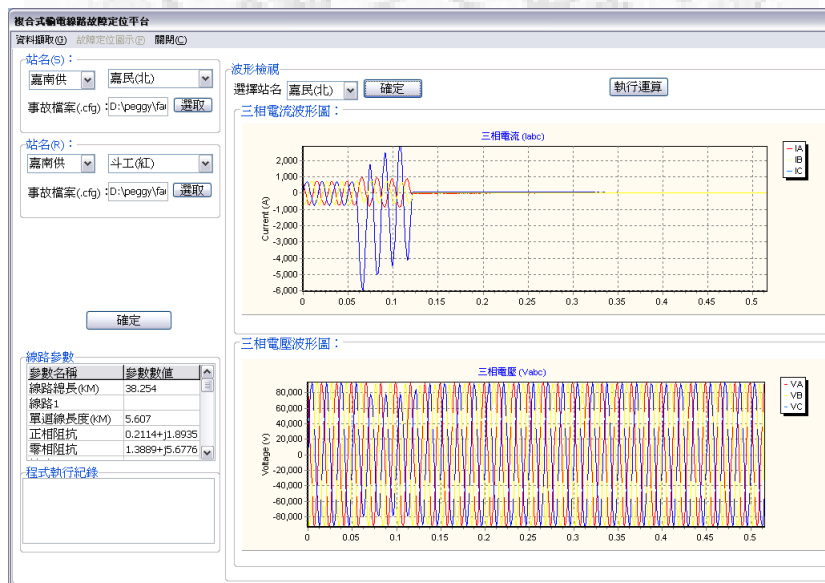 複合式輸電線路故障定位平台
資料擷取(G) 故障定位圖示(F) 關閉(C)
站名(S)：
嘉南供 嘉民(北)
事故檔案(.cfg)：D:\peggy\fau 選取
站名(R)：
嘉南供 斗工(紅)
事故檔案(.cfg)：D:\peggy\fau 選取
確定
線路參數
參數名稱 參數數值
線路總長(KM) 38.254
線路1
單迴線長度(KM) 5.607
正相阻抗 0.2114+j1.8935
零相阻抗 1.3889+j5.6776
程式執行紀錄
波形檢視
選擇站名 嘉民(北) 確定 執行運算
三相電流波形圖：
三相電流 (Iabc)
IA
IB
IC
Current (A)
2,000
1,000
0
-1,000
-2,000
-3,000
-4,000
-5,000
-6,000
0 0.05 0.1 0.15 0.2 0.25 0.3 0.35 0.4 0.45 0.5
三相電壓波形圖：
三相電壓 (Vabc)
VA
VB
VC
Voltage (v)
80,000
60,000
40,000
20,000
0
-20,000
-40,000
-60,000
-80,000
0 0.05 0.1 0.15 0.2 0.25 0.3 0.35 0.4 0.45 0.5